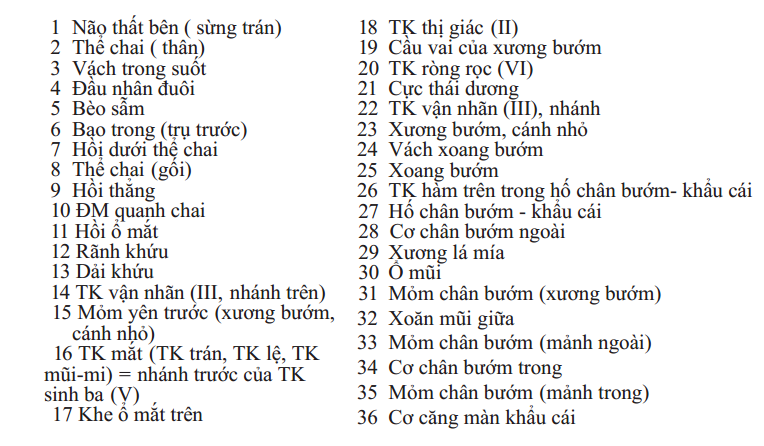 1 Não thất bên ( sừng trán)
2 Thể chai ( thân)
3 Vách trong suốt
4 Đầu nhân đuôi
5 Bèo sẫm
6 Bao trong (trụ trước)
7 Hồi dưới thể chai
8 Thể chai (gối)
9 Hồi thẳng
10 ĐM quanh chai
11 Hồi ổ mắt
12 Rãnh khứu
13 Dải khứu
14 TK vận nhãn (III, nhánh trên)
15 Mỏm yên trước (xương bướm,
cánh nhỏ)
16 TK mắt (TK trán, TK lệ, TK
mũi-mi) = nhánh trước của TK
sinh ba (V)
17 Khe ổ mắt trên
18 TK thị giác (II)
19 Cầu vai của xương bướm
20 TK ròng rọc (VI)
21 Cực thái dương
22 TK vận nhãn (III), nhánh
23 Xương bướm, cánh nhỏ
24 Vách xoang bướm
25 Xoang bướm
26 TK hàm trên trong hố chân bướm- khẩu cái
27 Hố chân bướm - khẩu cái
28 Cơ chân bướm ngoài
29 Xương lá mía
30 Ổ mũi
31 Mỏm chân bướm (xương bướm)
32 Xoăn mũi giữa
33 Mỏm chân bướm (mảnh ngoài)
34 Cơ chân bướm trong
35 Mỏm chân bướm (mảnh trong)
36 Cơ căng màn khẩu cái